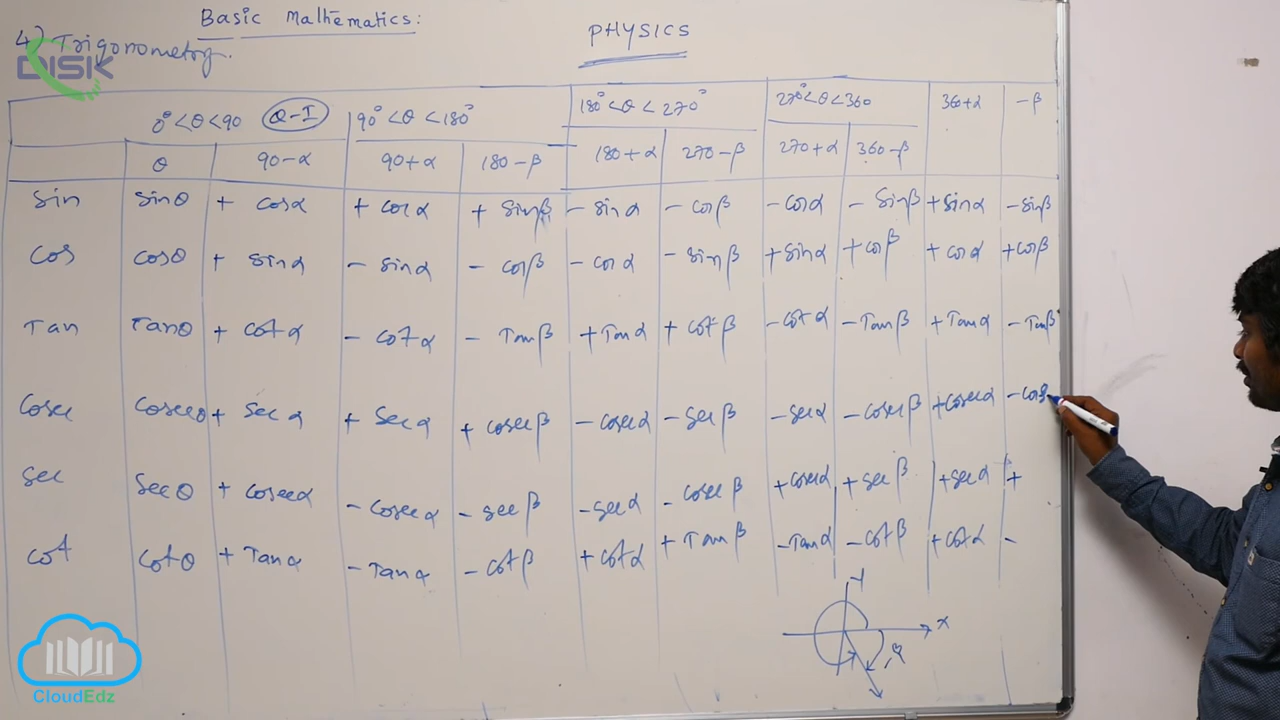 Basic Mathematics:
4) Trigonometry.
PHYSICS
DISIK
0°<θ<90 Q-I 90°<θ<180° 180°<θ<270° 270°<θ<360 360+α -β
θ 90-α 90+α 180-β 180+α 270-β 270+α 360-β
Sin Sinθ + cosα + cosα + Sinβ - Sinα - cosβ - cosα - Sinβ + Sinα - Sinβ
Cos cosθ + Sinα - Sinα - cosβ - cosα - Sinβ + Sinα + cosβ + cosα + cosβ
Tan Tanθ + Cotα - Cotα - Tanβ + Tanα + Cotβ - Cotα - Tanβ + Tanα - Tanβ
Cosec Cosecθ + Secα + Secα + Cosecβ - Cosecα - Secβ - Secα - Cosecβ + Cosecα - Cos
Sec Secθ + Cosecα - Cosecα - Secβ - Secα - Cosecβ + Cosecα + Secβ + Secα +
Cot Cotθ + Tanα - Tanα - Cotβ + Cotα + Tanβ - Tanα - Cotβ + Cotα -
x
CloudEdz